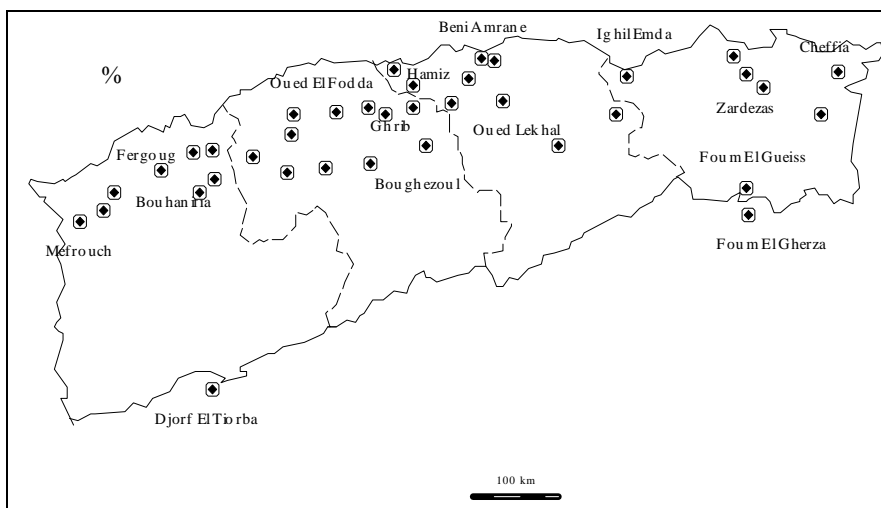 Beni Amrane
Ighil Emda
Cheffia
%
Hamiz
Oued El Fodda
Zardezas
Ghrib
Oued Lekhal
Fergoug
Foum El Gueiss
Boughezoul
Bouhanifia
Mefrouch
Foum El Gherza
Djorf El Tiorba
100 km